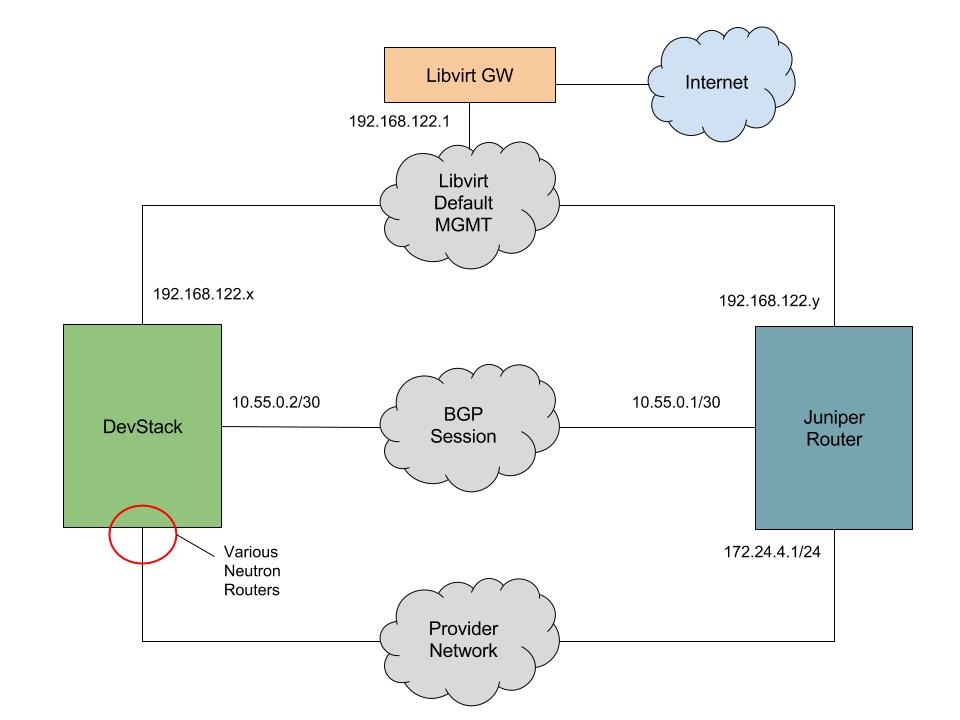 Libvirt GW
Internet
192.168.122.1
Libvirt
Default
MGMT
192.168.122.x
192.168.122.y
10.55.0.2/30
10.55.0.1/30
DevStack
BGP
Session
Juniper
Router
Various
Neutron
Routers
172.24.4.1/24
Provider
Network